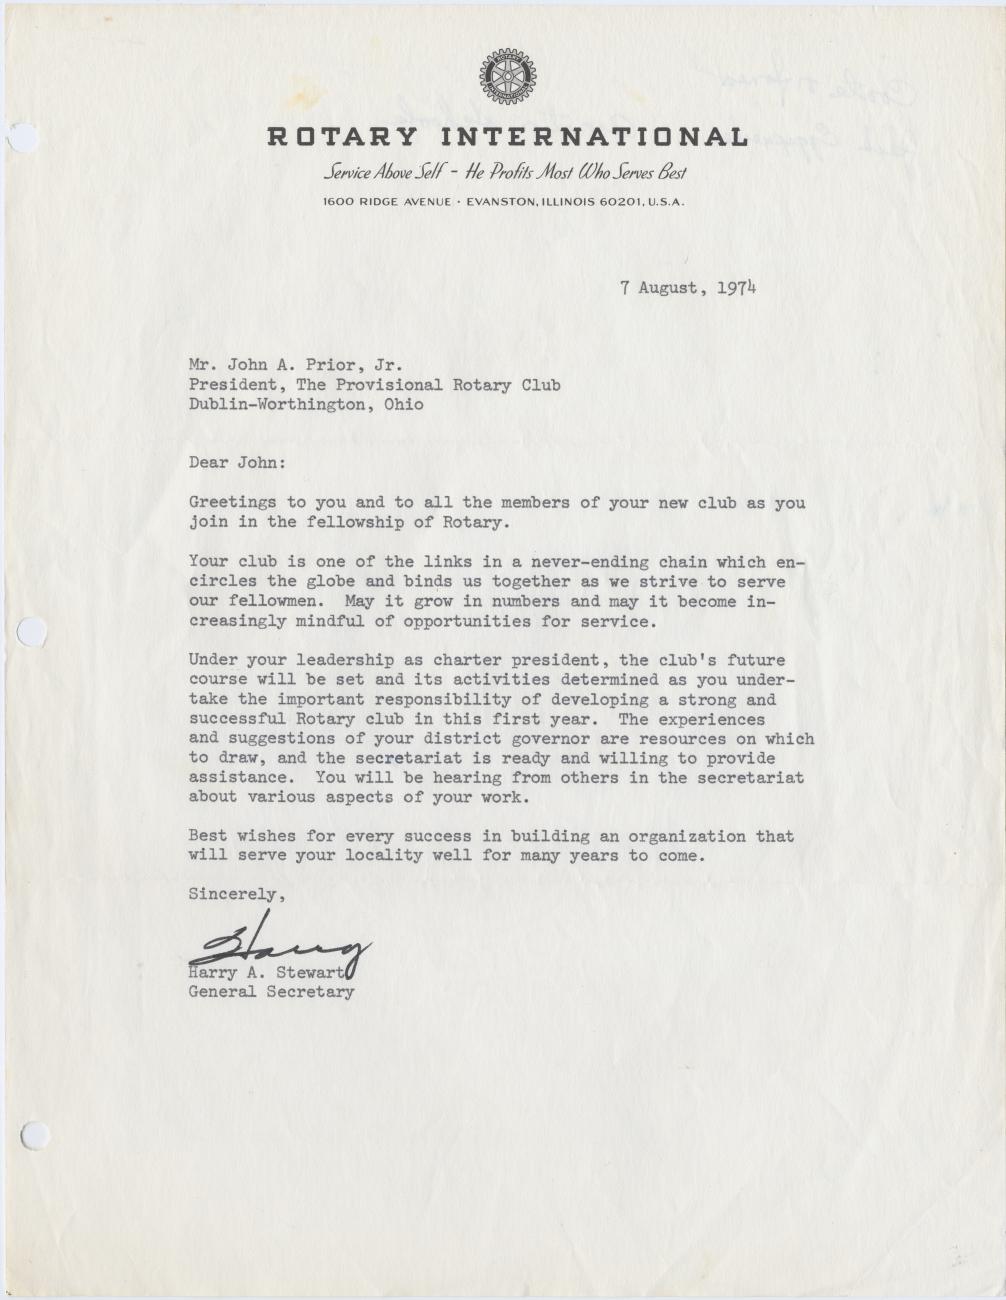 ROTARY
INTERNATIONAL
ROTARY INTERNATIONAL
Service Above Self - He Profits Most Who Serves Best
1600 RIDGE AVENUE · EVANSTON, ILLINOIS 60201, U.S.A.
7 August, 1974
Mr. John A. Prior, Jr.
President, The Provisional Rotary Club
Dublin-Worthington, Ohio
Dear John:
Greetings to you and to all the members of your new club as you
join in the fellowship of Rotary.
Your club is one of the links in a never-ending chain which en-
circles the globe and binds us together as we strive to serve
our fellowmen. May it grow in numbers and may it become in-
creasingly mindful of opportunities for service.
Under your leadership as charter president, the club's future
course will be set and its activities determined as you under-
take the important responsibility of developing a strong and
successful Rotary club in this first year. The experiences
and suggestions of your district governor are resources on which
to draw, and the secretariat is ready and willing to provide
assistance. You will be hearing from others in the secretariat
about various aspects of your work.
Best wishes for every success in building an organization that
will serve your locality well for many years to come.
Sincerely,
Harry
Harry A. Stewart
General Secretary